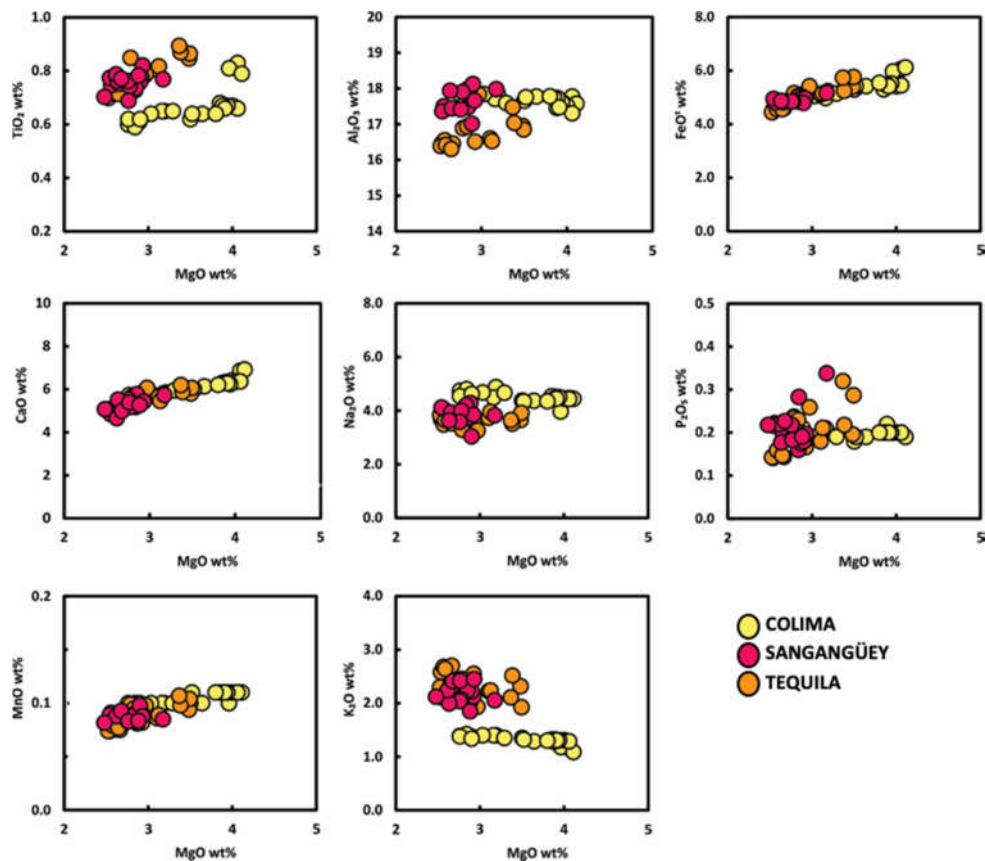 1.0
0.8
0.6
0.4
0.2
TiO₂ wt%
2 3 4 5
MgO wt%
20
18
17
16
14
Al₂O₃ wt%
2 3 4 5
MgO wt%
8.0
6.0
4.0
2.0
0.0
FeOᵗ wt%
2 3 4 5
MgO wt%
10
8
6
4
2
0
CaO wt%
2 3 4 5
MgO wt%
8.0
6.0
4.0
2.0
0.0
Na₂O wt%
2 3 4 5
MgO wt%
0.5
0.4
0.3
0.2
0.1
0.0
P₂O₅ wt%
2 3 4 5
MgO wt%
0.2
0.1
0.0
MnO wt%
2 3 4 5
MgO wt%
4.0
3.0
2.0
1.0
0.0
K₂O wt%
2 3 4 5
MgO wt%
COLIMA
SANGANGÜEY
TEQUILA